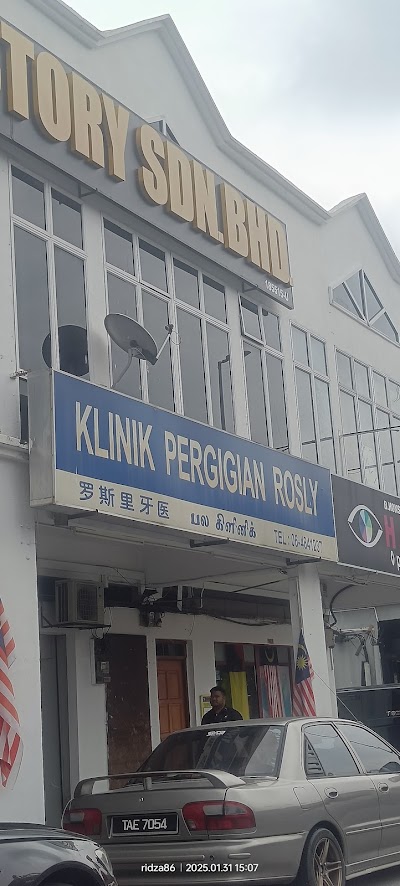 TORY SDN.BHD.
KLINIK PERGIGIAN ROSLY
罗斯里牙医 பல கிளினிக்
TAE 7054
ridza86 | 2025.01.31 15:07